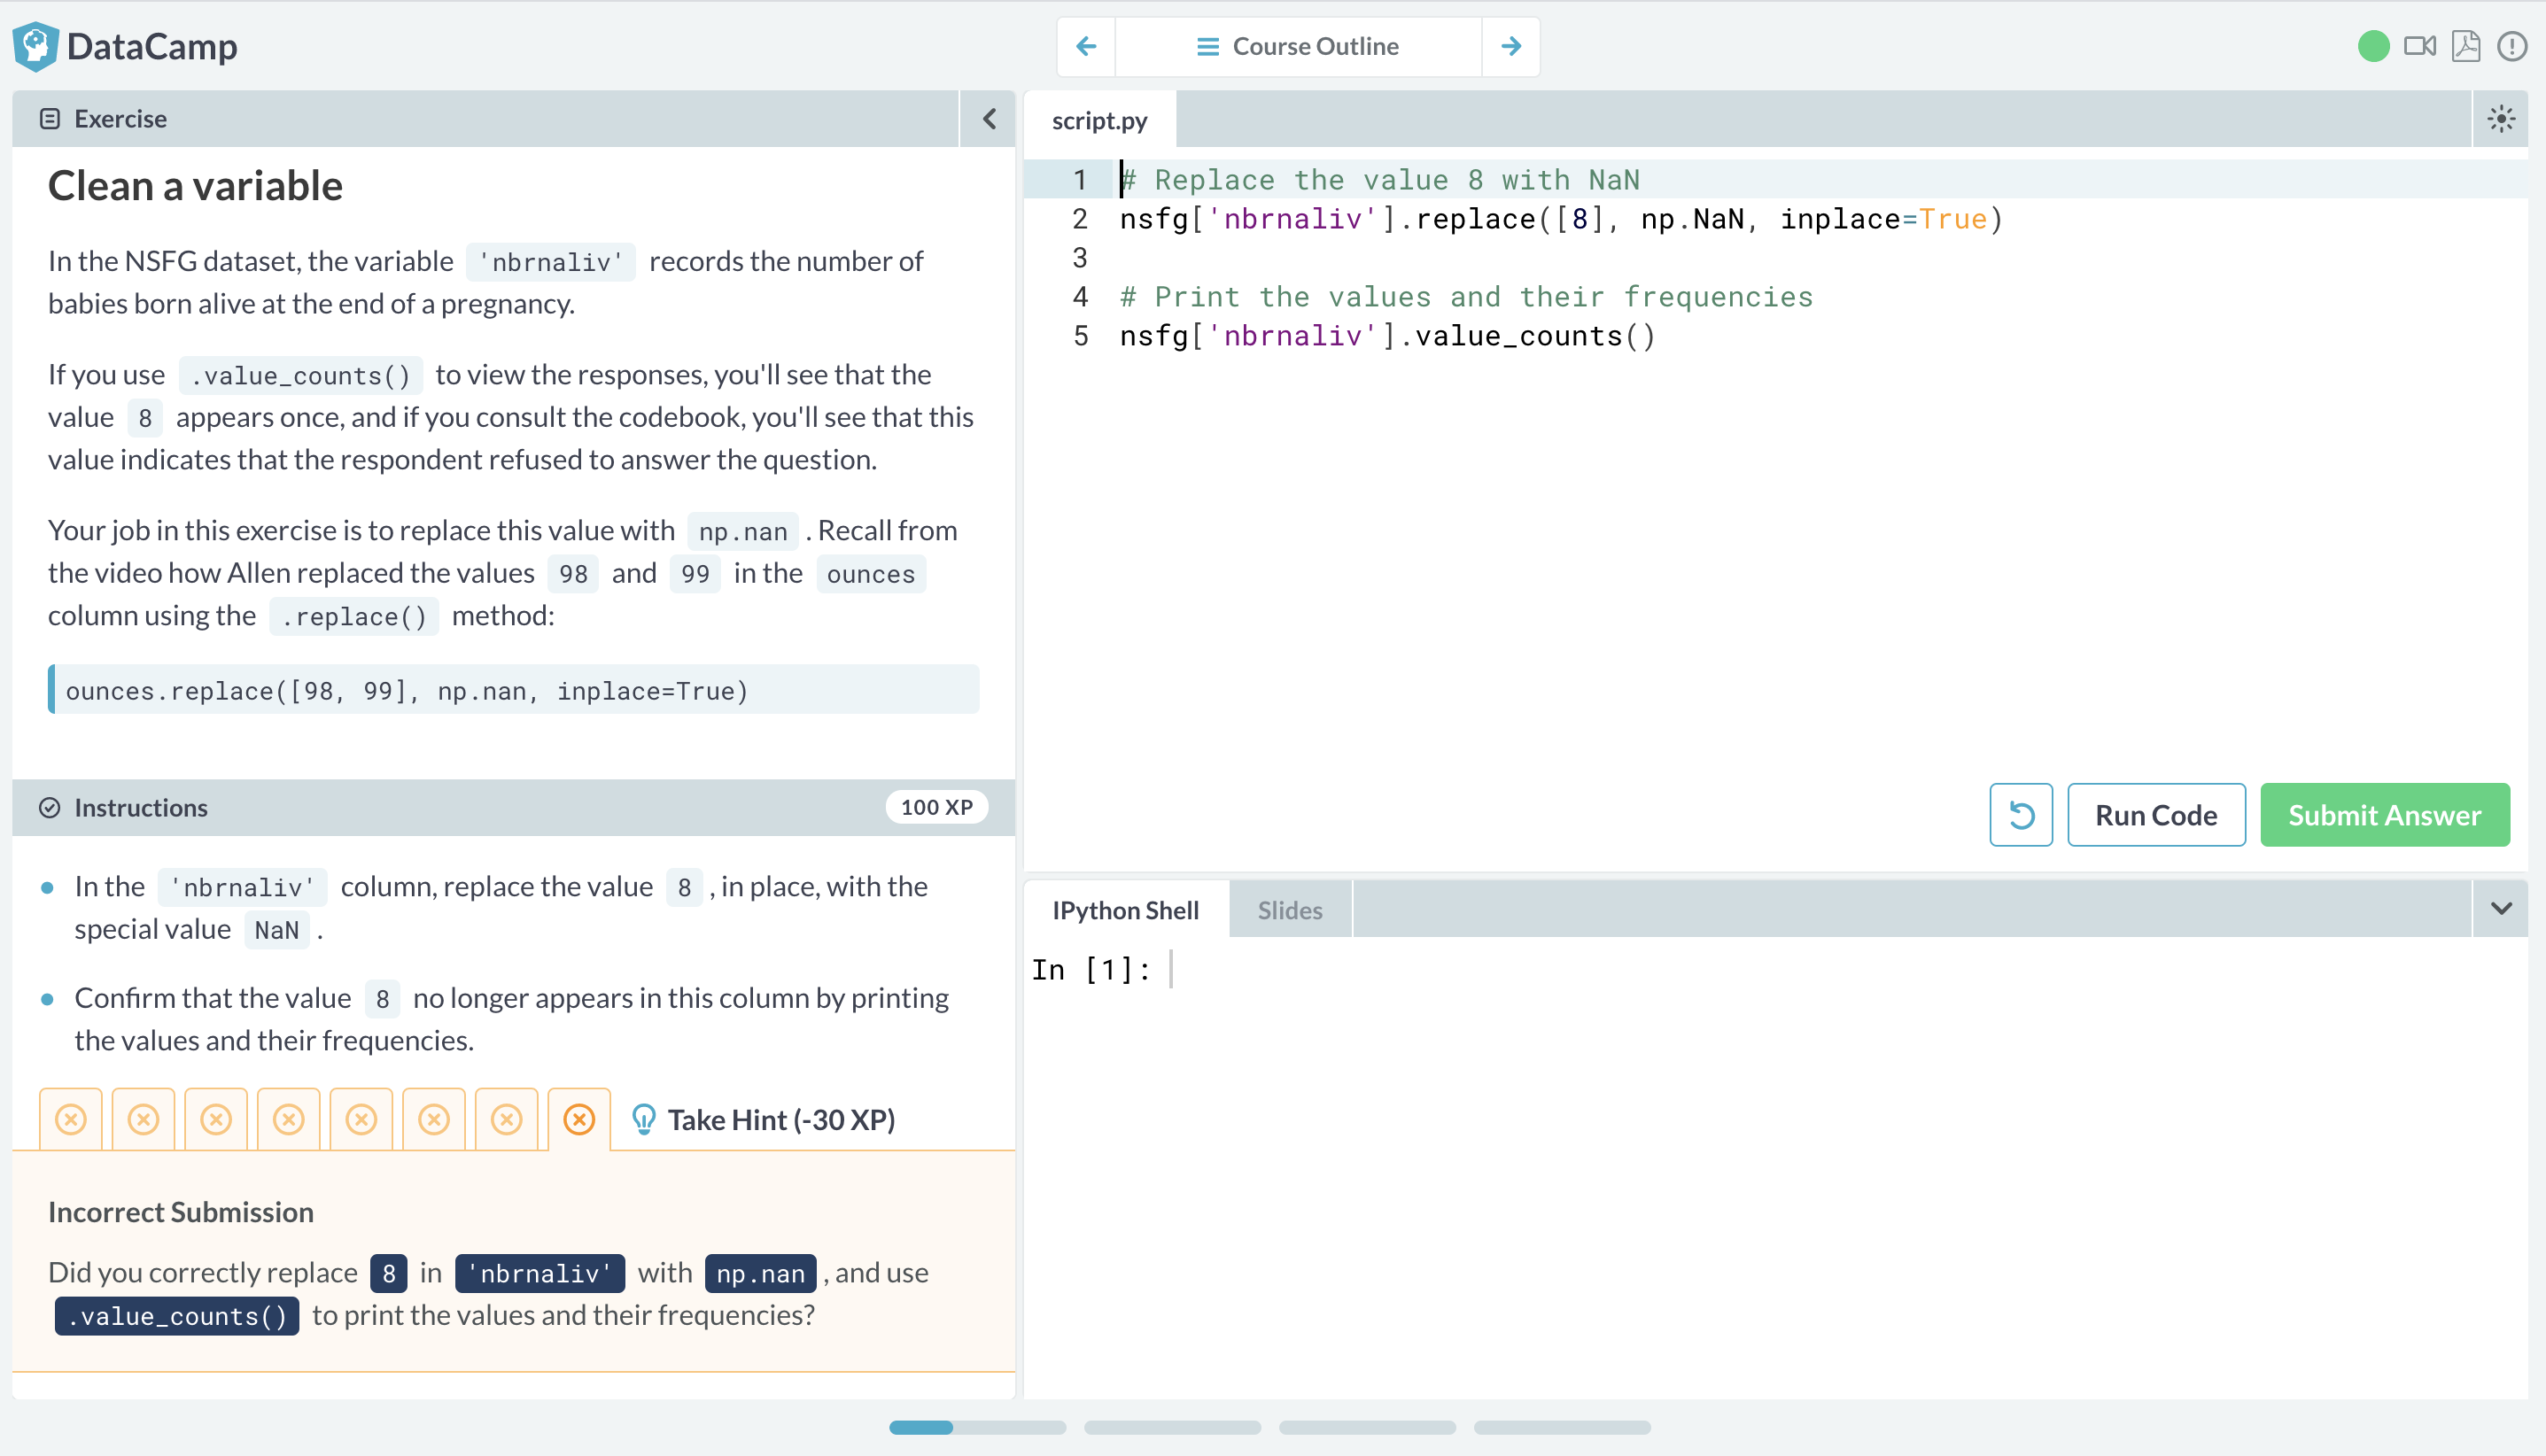 DataCamp
Course Outline
Exercise
Clean a variable
In the NSFG dataset, the variable 'nbrnaliv' records the number of
babies born alive at the end of a pregnancy.
If you use .value_counts() to view the responses, you'll see that the
value 8 appears once, and if you consult the codebook, you'll see that this
value indicates that the respondent refused to answer the question.
Your job in this exercise is to replace this value with np.nan . Recall from
the video how Allen replaced the values 98 and 99 in the ounces
column using the .replace() method:
ounces.replace([98, 99], np.nan, inplace=True)
Instructions
100 XP
In the 'nbrnaliv' column, replace the value 8 , in place, with the
special value NaN .
Confirm that the value 8 no longer appears in this column by printing
the values and their frequencies.
Take Hint (-30 XP)
Incorrect Submission
Did you correctly replace 8 in 'nbrnaliv' with np.nan , and use
.value_counts() to print the values and their frequencies?
script.py
1 # Replace the value 8 with NaN
2 nsfg['nbrnaliv'].replace([8], np.NaN, inplace=True)
3
4 # Print the values and their frequencies
5 nsfg['nbrnaliv'].value_counts()
Run Code
Submit Answer
IPython Shell
Slides
In [1]: